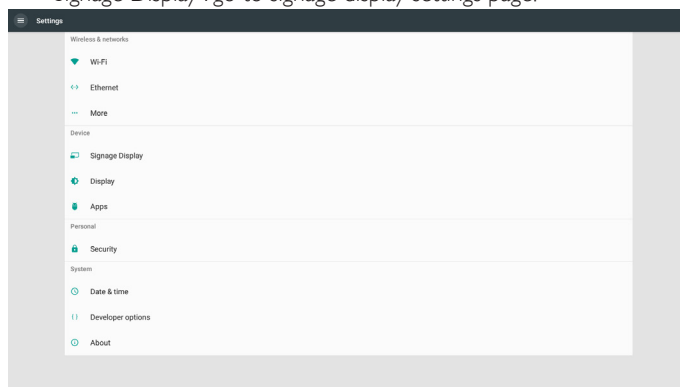 Signage Display : go to signage display settings page.
Settings
Wireless & networks
Wi-Fi
Ethernet
More
Device
Signage Display
Display
Apps
Personal
Security
System
Date & time
Developer options
About